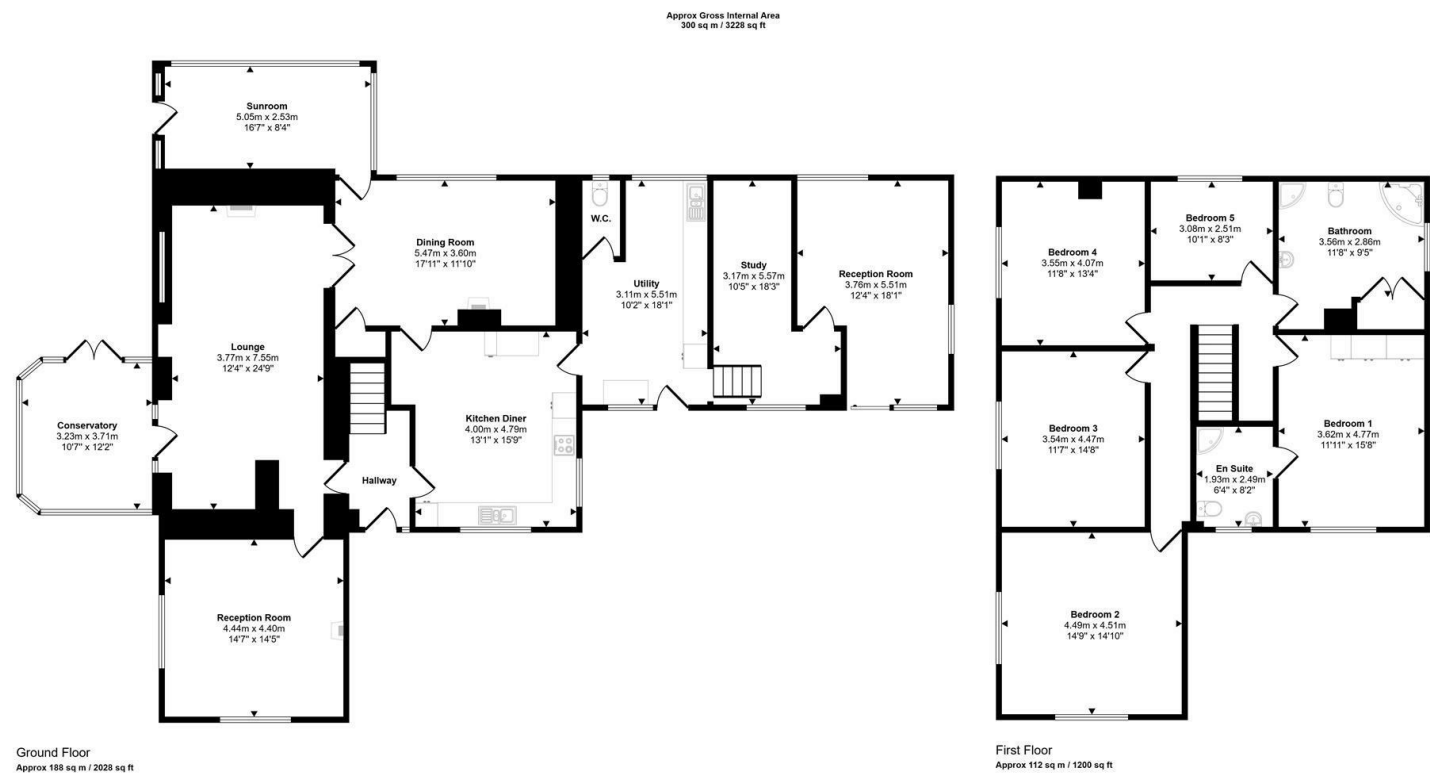 Approx Gross Internal Area
300 sq m / 3228 sq ft
Sunroom
5.05m x 2.53m
16'7" x 8'4"
Dining Room
5.47m x 3.60m
17'11" x 11'10"
W.C.
Utility
3.11m x 5.51m
10'2" x 18'1"
Study
3.17m x 5.57m
10'5" x 18'3"
Reception Room
3.76m x 5.51m
12'4" x 18'1"
Lounge
3.77m x 7.55m
12'4" x 24'9"
Conservatory
3.23m x 3.71m
10'7" x 12'2"
Kitchen Diner
4.00m x 4.79m
13'1" x 15'9"
Hallway
Reception Room
4.44m x 4.40m
14'7" x 14'5"
Ground Floor
Approx 188 sq m / 2028 sq ft
Bedroom 4
3.55m x 4.07m
11'8" x 13'4"
Bedroom 5
3.08m x 2.51m
10'1" x 8'3"
Bathroom
3.56m x 2.86m
11'8" x 9'5"
Bedroom 3
3.54m x 4.47m
11'7" x 14'8"
Bedroom 1
3.62m x 4.77m
11'11" x 15'8"
En Suite
1.93m x 2.49m
6'4" x 8'2"
Bedroom 2
4.49m x 4.51m
14'9" x 14'10"
First Floor
Approx 112 sq m / 1200 sq ft